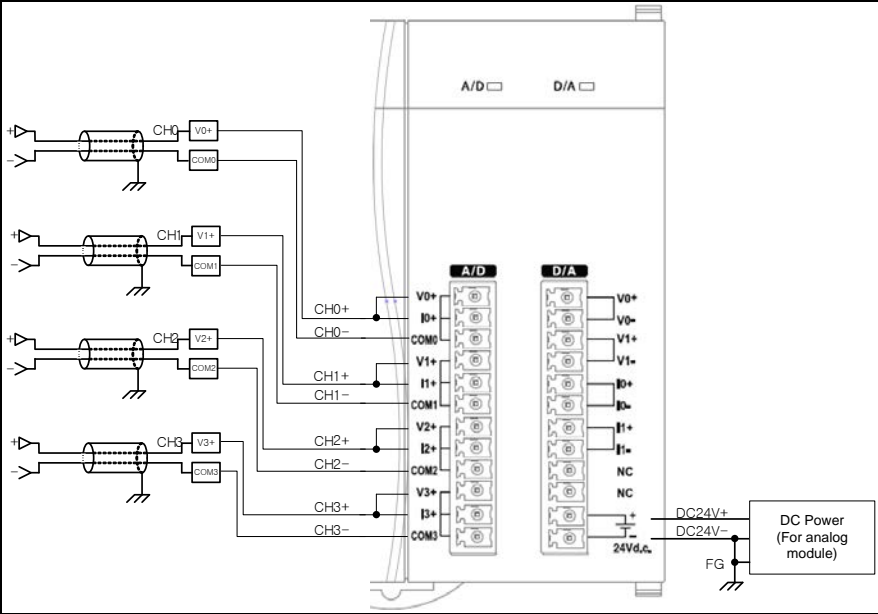 A/D
D/A
CH0
V0+
COM0
CH1
V1+
COM1
CH2
V2+
COM2
CH3
V3+
COM3
+
-
+
-
+
-
+
-
CH0+
CH0-
CH1+
CH1-
CH2+
CH2-
CH3+
CH3-
A/D
V0+
I0+
COM0
V1+
I1+
COM1
V2+
I2+
COM2
V3+
I3+
COM3
D/A
V0+
V0-
V1+
V1-
I0+
I0-
I1+
I1-
NC
NC
+
-
24Vd.c.
DC24V+
DC24V-
FG
DC Power
(For analog
module)